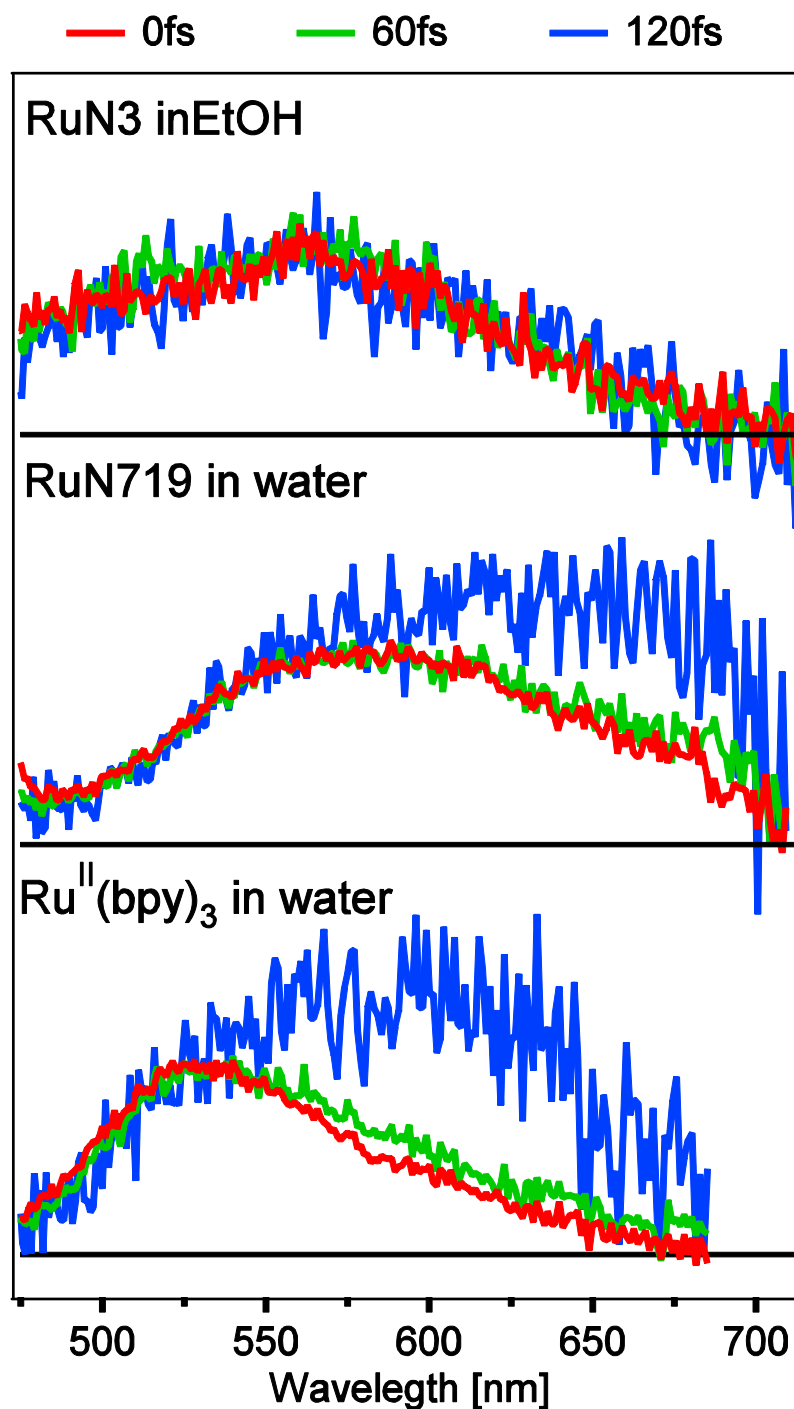 0fs 60fs 120fs
RuN3 inEtOH
RuN719 in water
Ruᴵᴵ(bpy)₃ in water
500 550 600 650 700
Wavelegth [nm]